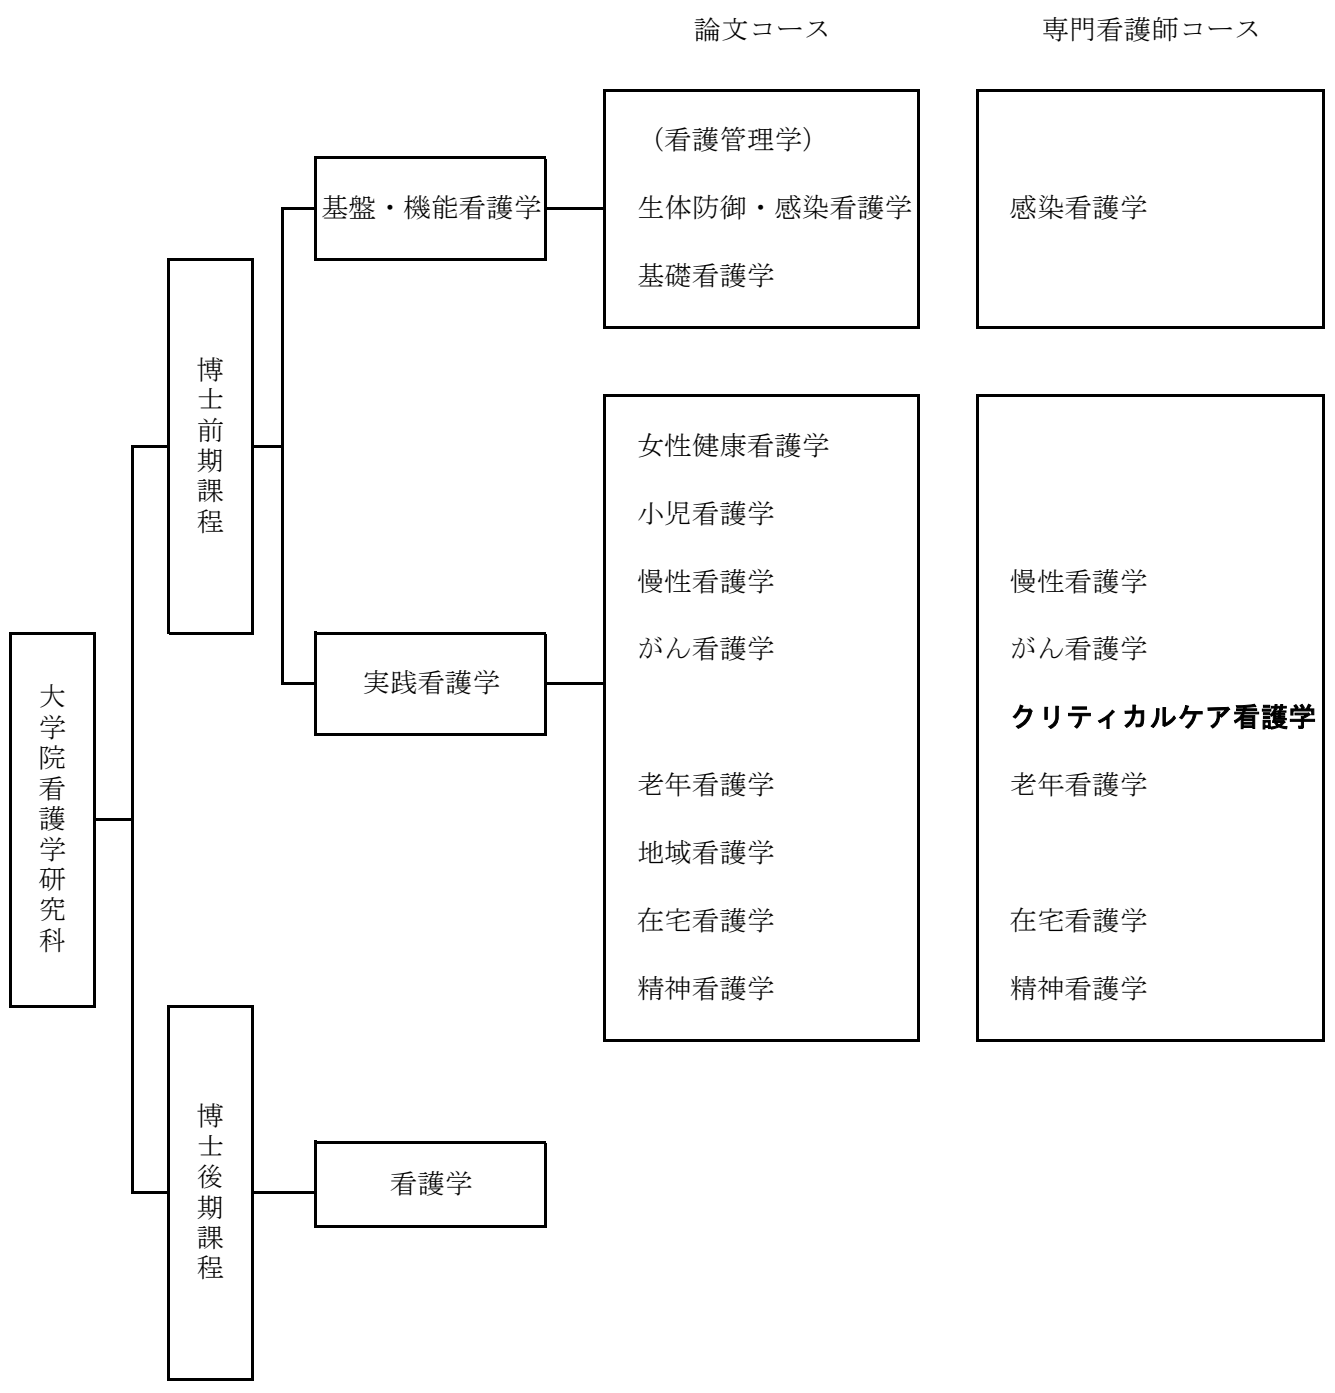 論文コース
専門看護師コース
(看護管理学)
基盤・機能看護学
生体防御・感染看護学
感染看護学
基礎看護学
博士前期課程
女性健康看護学
小児看護学
慢性看護学
慢性看護学
実践看護学
がん看護学
がん看護学
クリティカルケア看護学
大学院看護学研究科
老年看護学
老年看護学
地域看護学
在宅看護学
在宅看護学
精神看護学
精神看護学
博士後期課程
看護学